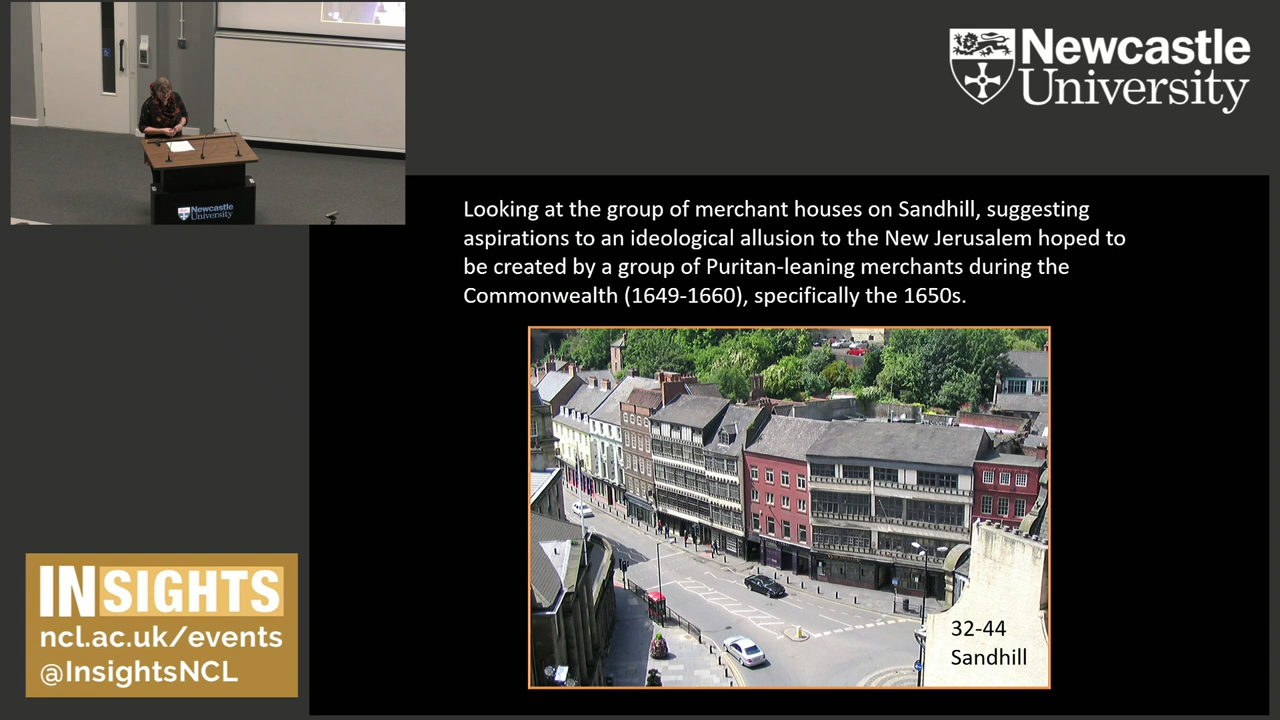 Newcastle
University
Newcastle
University
Looking at the group of merchant houses on Sandhill, suggesting
aspirations to an ideological allusion to the New Jerusalem hoped to
be created by a group of Puritan-leaning merchants during the
Commonwealth (1649-1660), specifically the 1650s.
32-44
Sandhill
INSIGHTS
ncl.ac.uk/events
@InsightsNCL